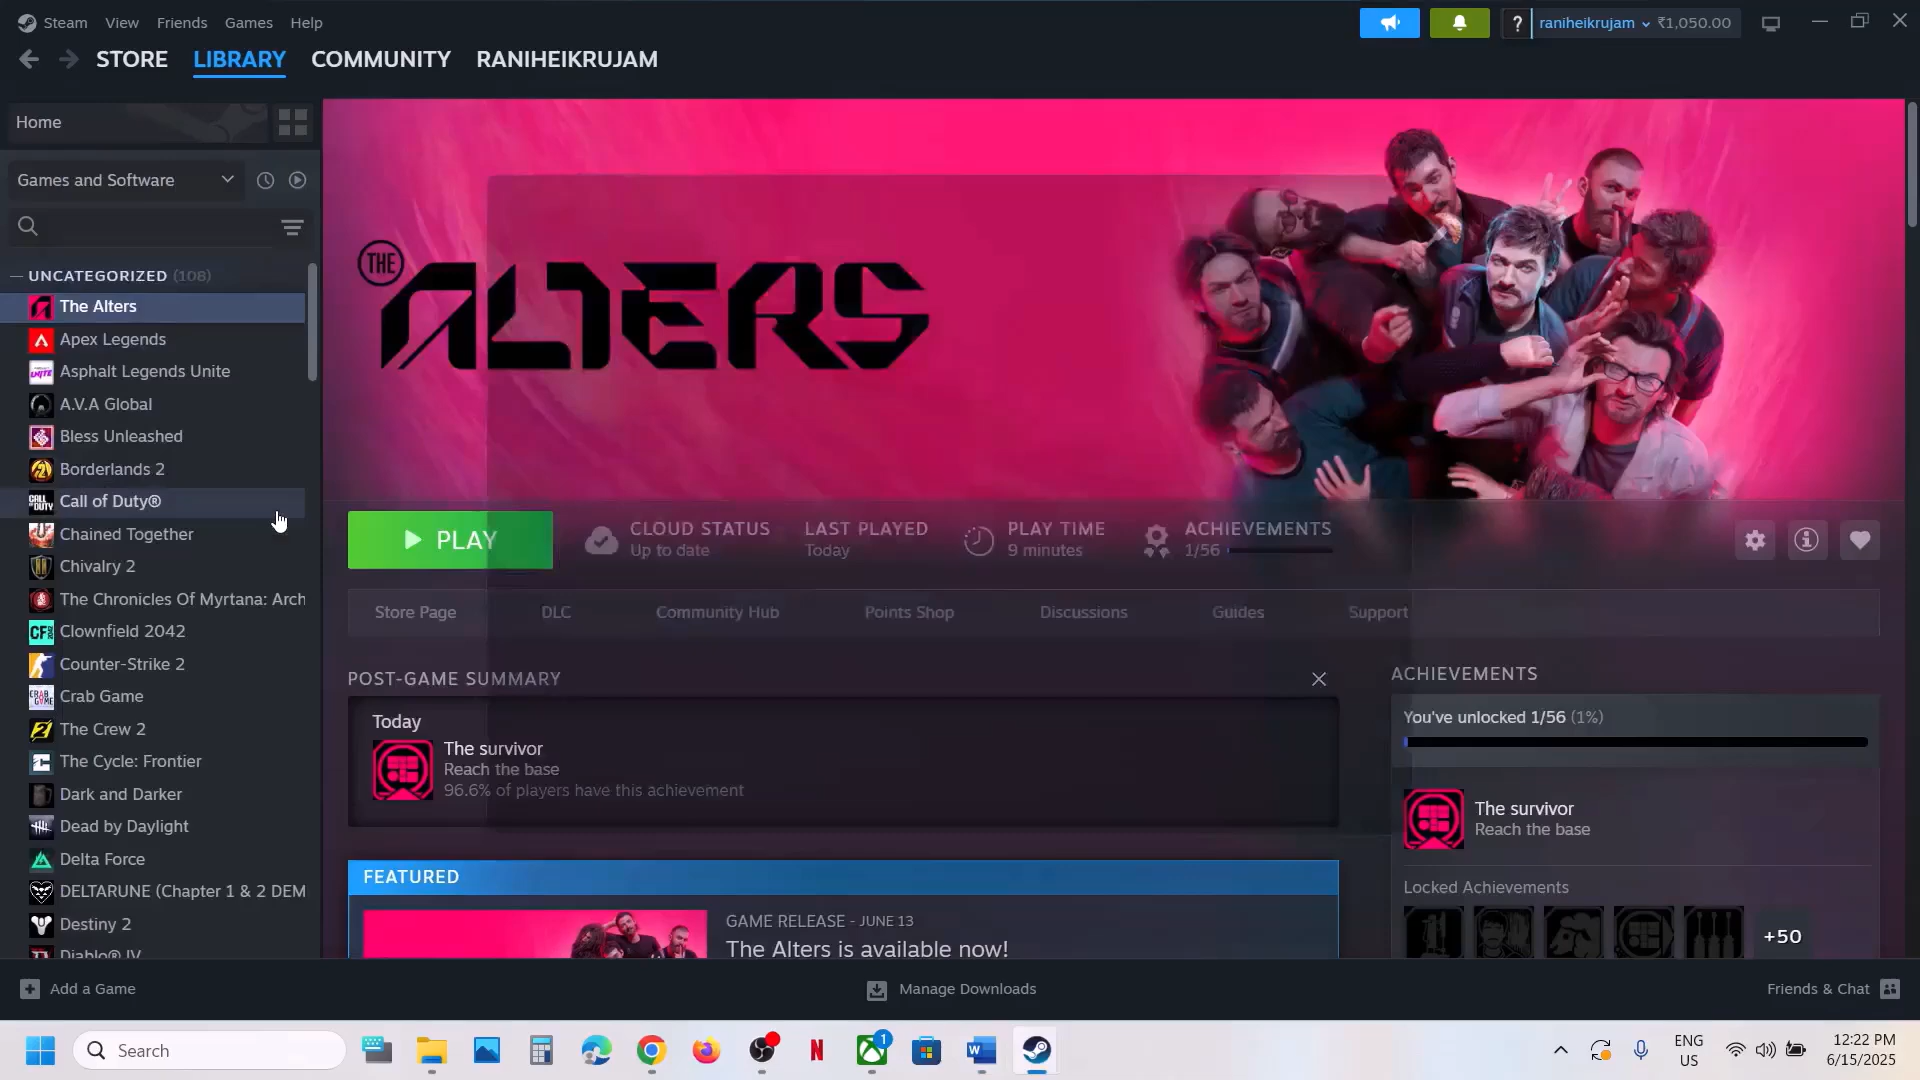 Steam View Friends Games Help
? raniheikrujam ₹1,050.00
STORE LIBRARY COMMUNITY RANIHEIKRUJAM
Home
Games and Software
UNCATEGORIZED (108)
The Alters
Apex Legends
Asphalt Legends Unite
A.V.A Global
Bless Unleashed
Borderlands 2
Call of Duty®
Chained Together
Chivalry 2
The Chronicles Of Myrtana: Arch
Clownfield 2042
Counter-Strike 2
Crab Game
The Crew 2
The Cycle: Frontier
Dark and Darker
Dead by Daylight
Delta Force
DELTARUNE (Chapter 1 & 2 DEM
Destiny 2
Diablo® IV
THE ALTERS
PLAY
CLOUD STATUS
Up to date
LAST PLAYED
Today
PLAY TIME
9 minutes
ACHIEVEMENTS
1/56
Store Page DLC Community Hub Points Shop Discussions Guides Support
POST-GAME SUMMARY
Today
The survivor
Reach the base
96.6% of players have this achievement
FEATURED
GAME RELEASE - JUNE 13
The Alters is available now!
ACHIEVEMENTS
You've unlocked 1/56 (1%)
The survivor
Reach the base
Locked Achievements
+50
Add a Game
Manage Downloads
Friends & Chat
Search
1
ENG
US
12:22 PM
6/15/2025